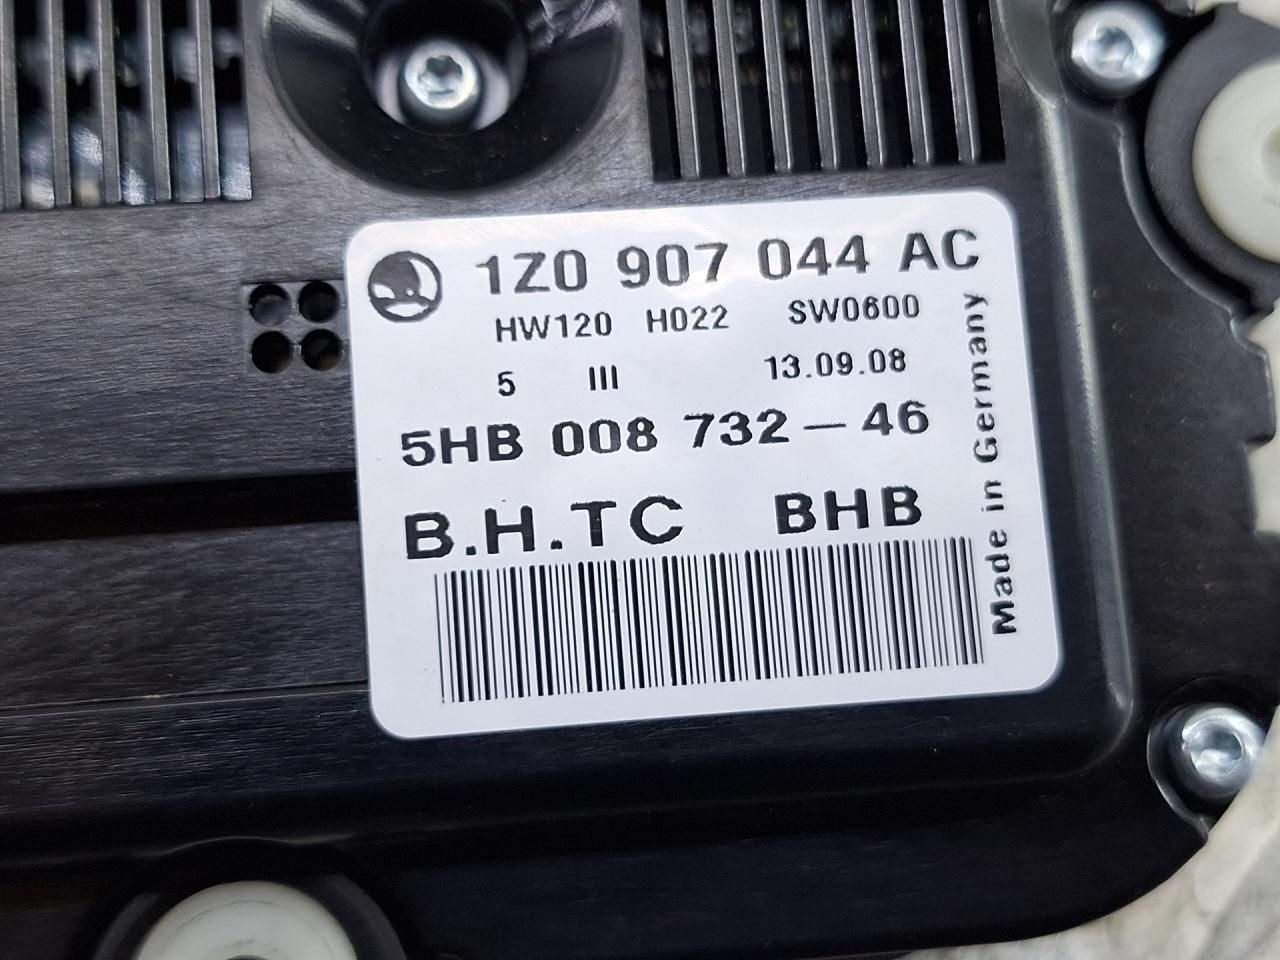 1Z0 907 044 AC
HW120 H022 SW0600
5 III 13.09.08
5HB 008 732 - 46
B.H.TC BHB
Made in Germany